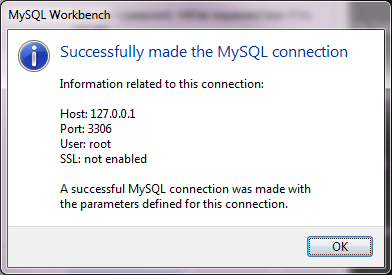 MySQL Workbench
Successfully made the MySQL connection
Information related to this connection:
Host: 127.0.0.1
Port: 3306
User: root
SSL: not enabled
A successful MySQL connection was made with
the parameters defined for this connection.
OK